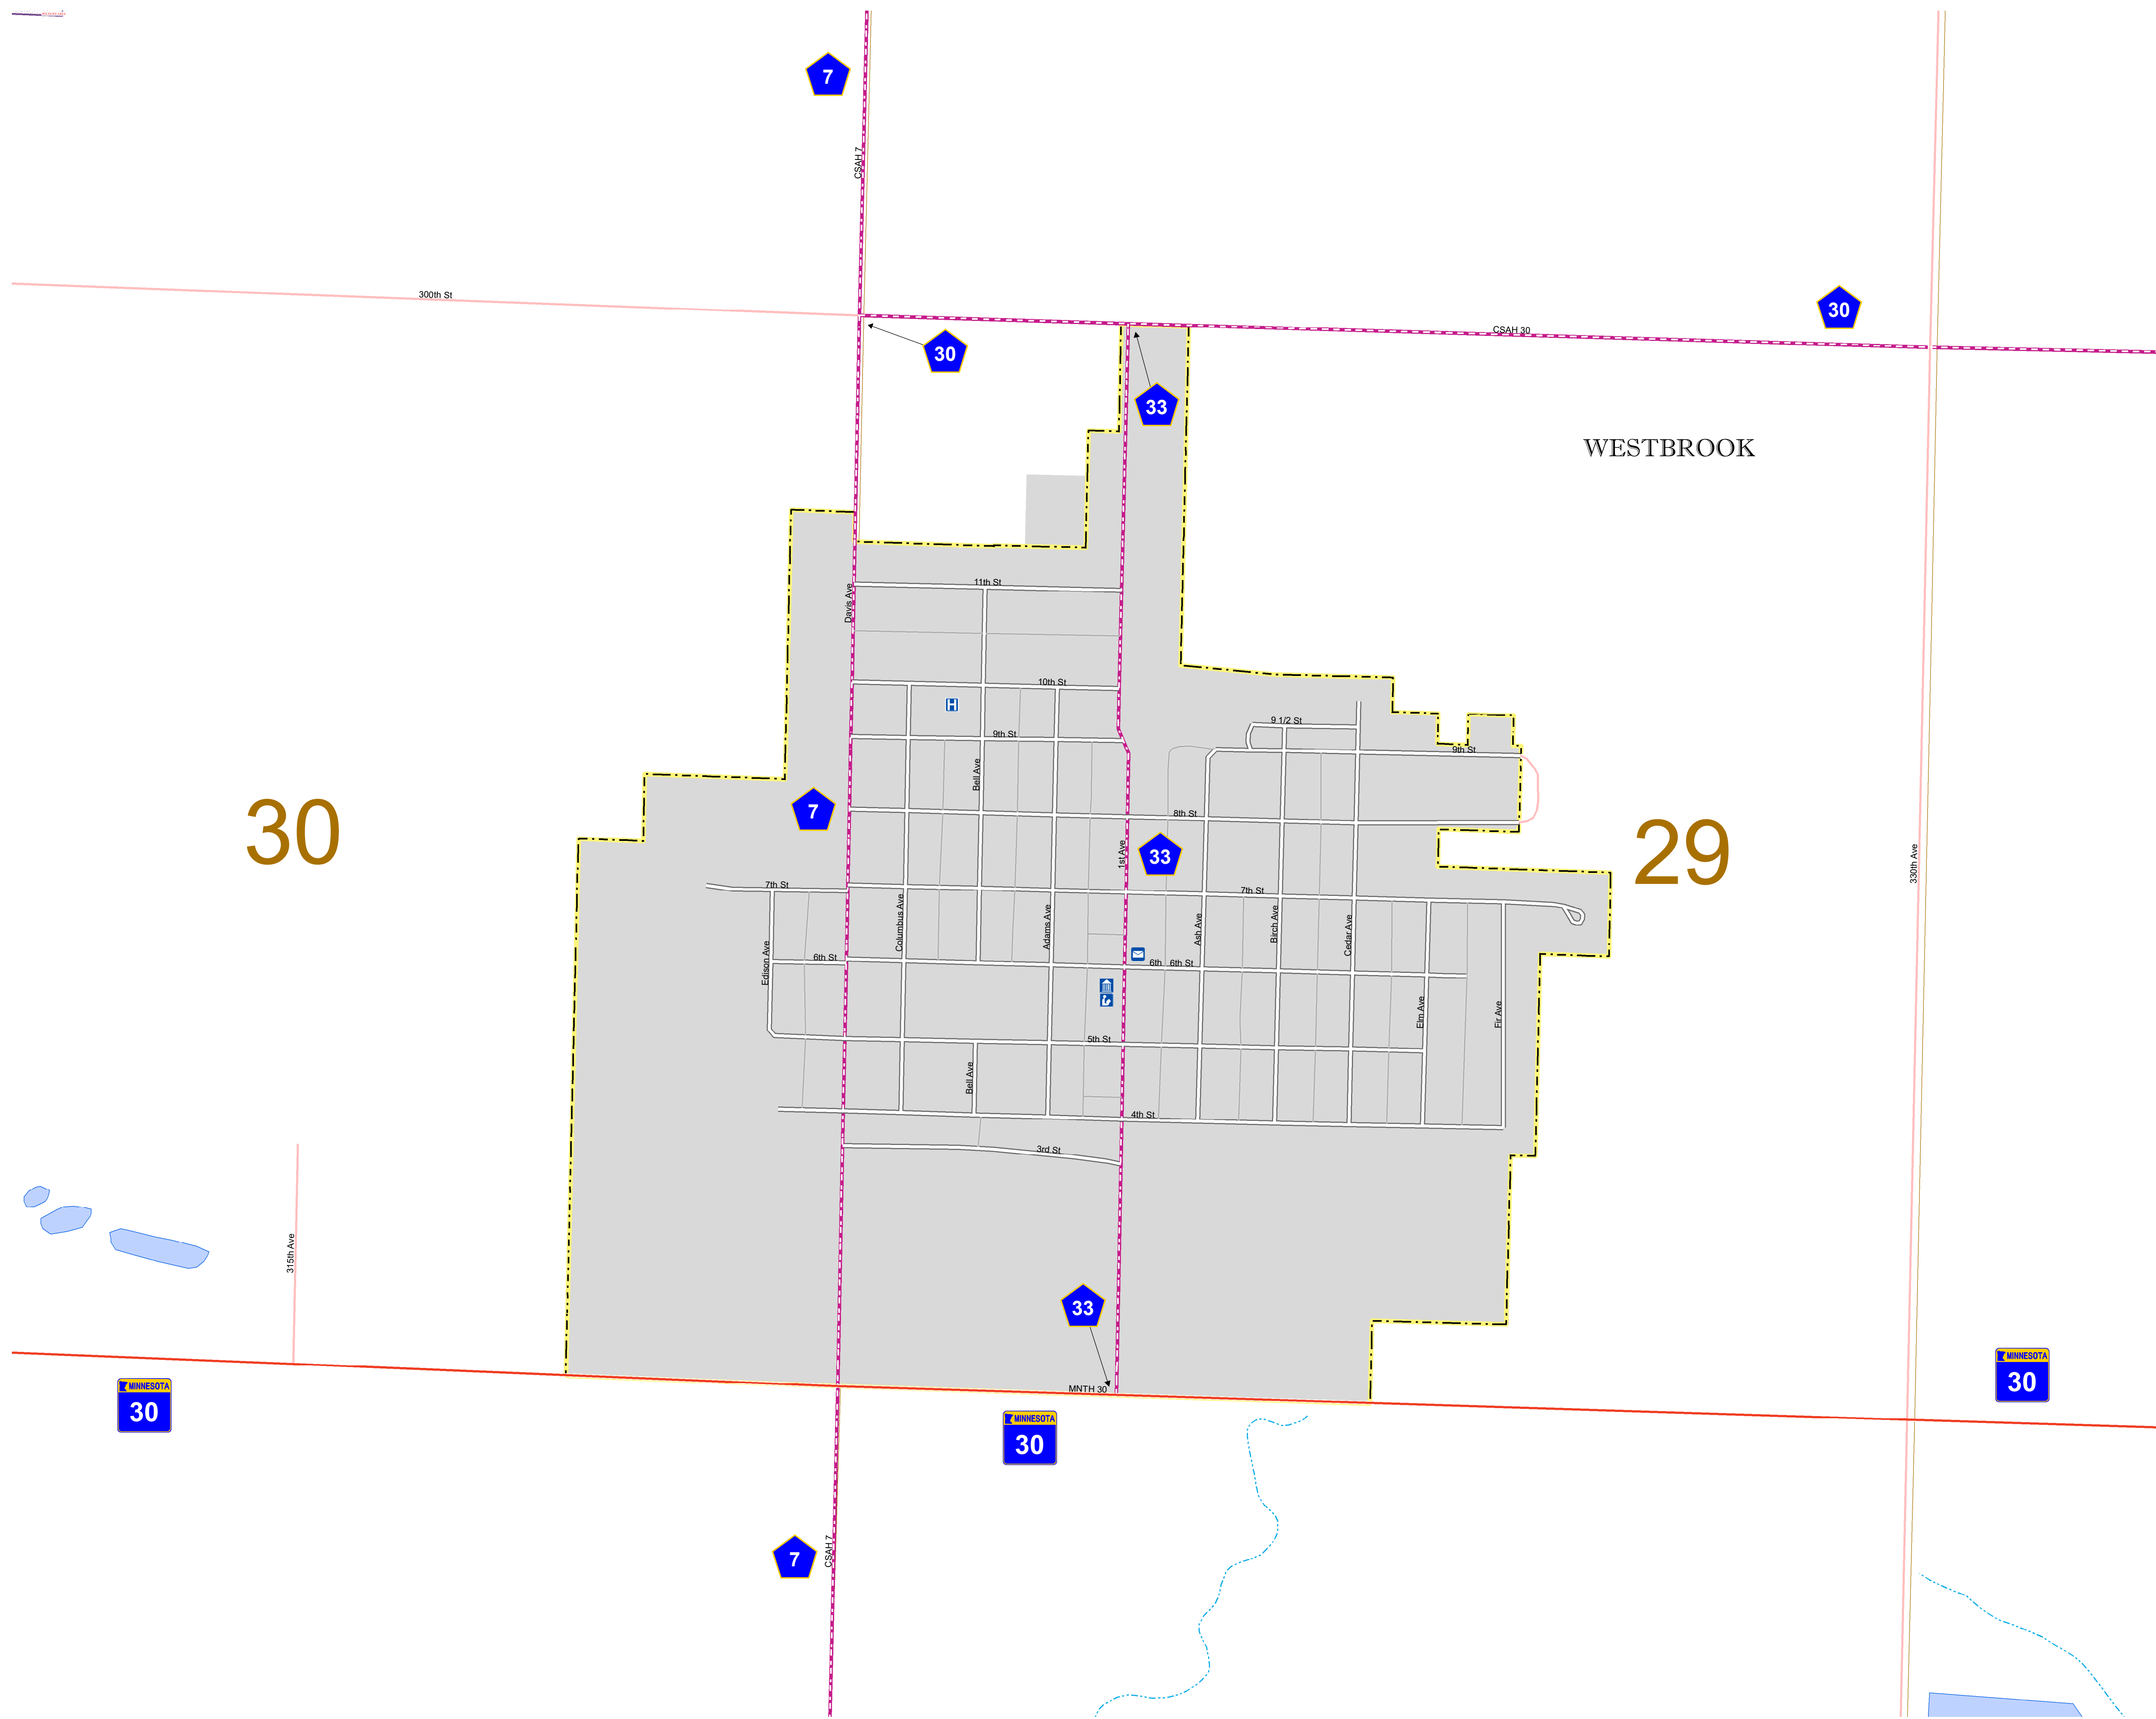 7
CSAH 7
300th St
30
CSAH 30
30
33
WESTBROOK
11th St
Davis Ave
10th St
H
9 1/2 St
9th St
9th St
Bell Ave
30
7
8th St
33
1st Ave
29
330th Ave
7th St
7th St
Columbus Ave
Adams Ave
Ash Ave
Birch Ave
Cedar Ave
Edison Ave
6th St
6th
6th St
Elm Ave
Fir Ave
5th St
Bell Ave
4th St
3rd St
315th Ave
33
MNTH 30
MINNESOTA
30
MINNESOTA
30
MINNESOTA
30
7
CSAH 7